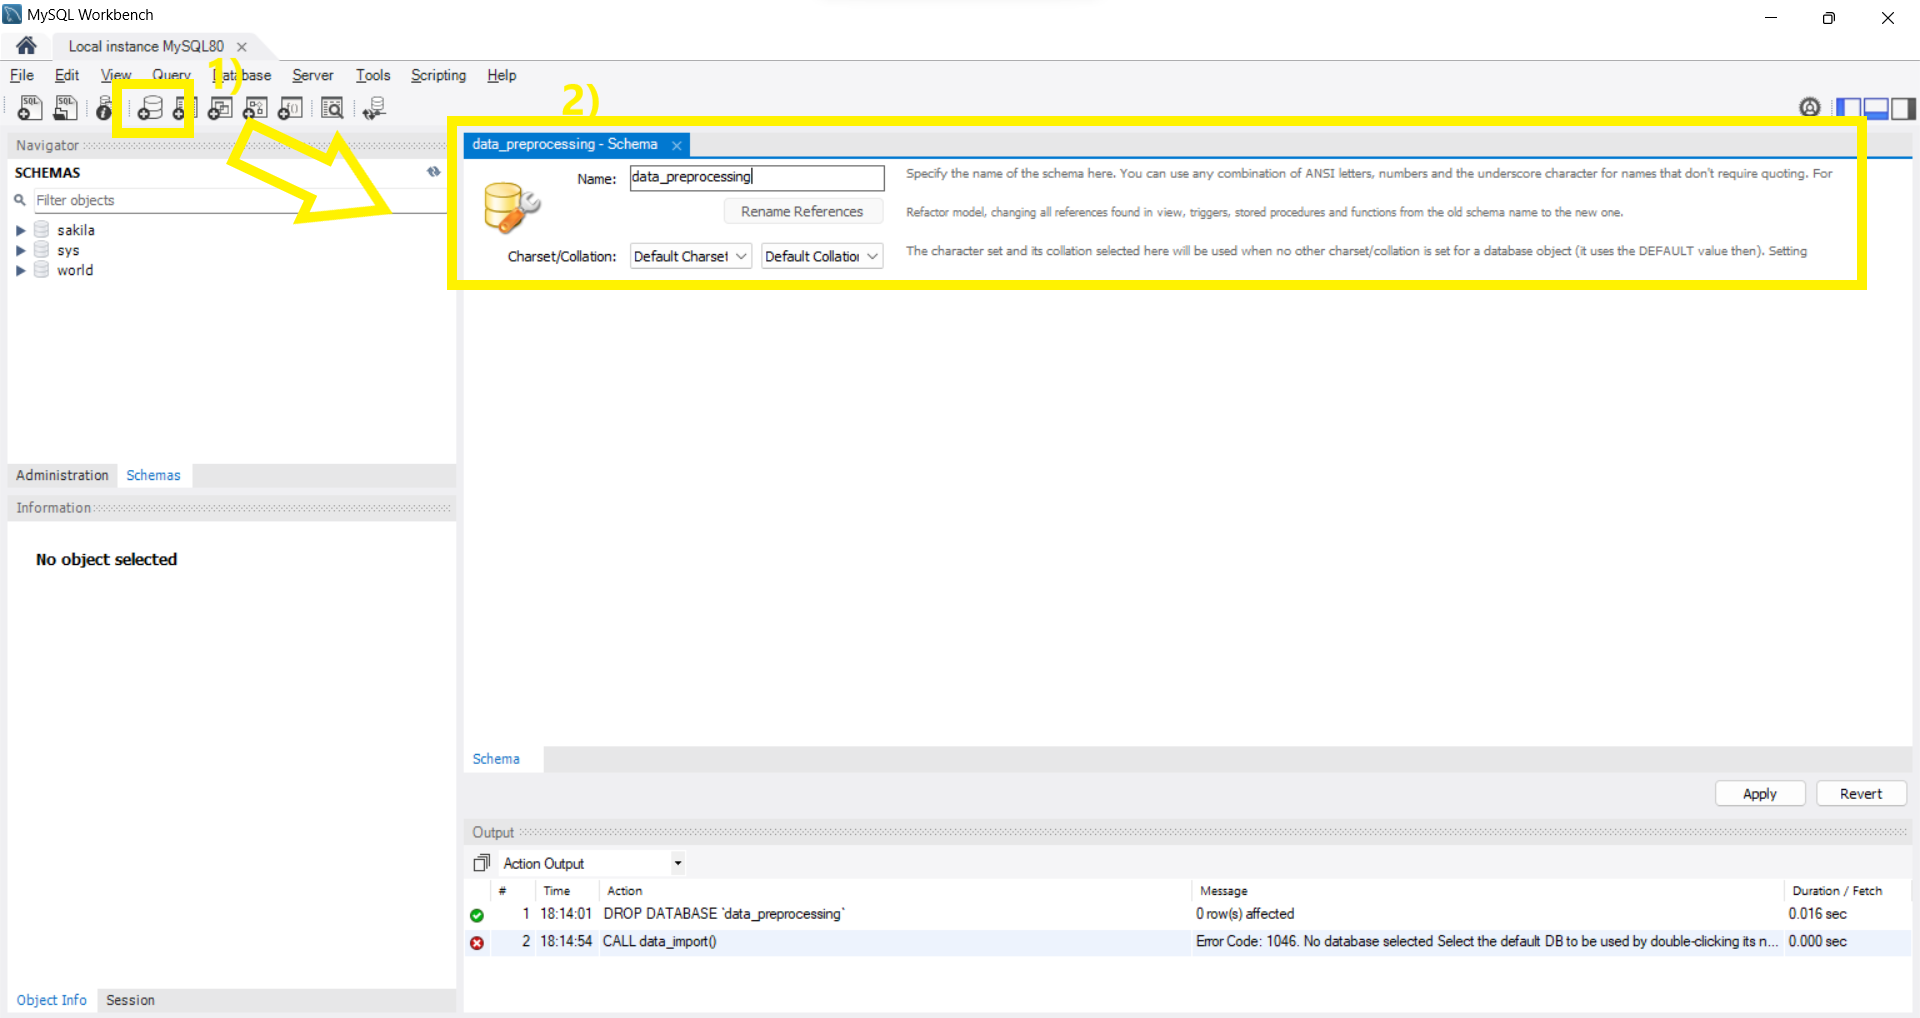 MySQL Workbench
Local instance MySQL80
File Edit View Query Database Server Tools Scripting Help
1)
2)
SQL SQL
Navigator
SCHEMAS
Filter objects
sakila
sys
world
Administration Schemas
Information
No object selected
Object Info Session
data_preprocessing - Schema
Name: data_preprocessing
Specify the name of the schema here. You can use any combination of ANSI letters, numbers and the underscore character for names that don't require quoting. For
Rename References
Refactor model, changing all references found in view, triggers, stored procedures and functions from the old schema name to the new one.
Charset/Collation: Default Charset Default Collation
The character set and its collation selected here will be used when no other charset/collation is set for a database object (it uses the DEFAULT value then). Setting
Schema
Apply Revert
Output
Action Output
# Time Action Message Duration / Fetch
1 18:14:01 DROP DATABASE `data_preprocessing` 0 row(s) affected 0.016 sec
2 18:14:54 CALL data_import() Error Code: 1046. No database selected Select the default DB to be used by double-clicking its n... 0.000 sec